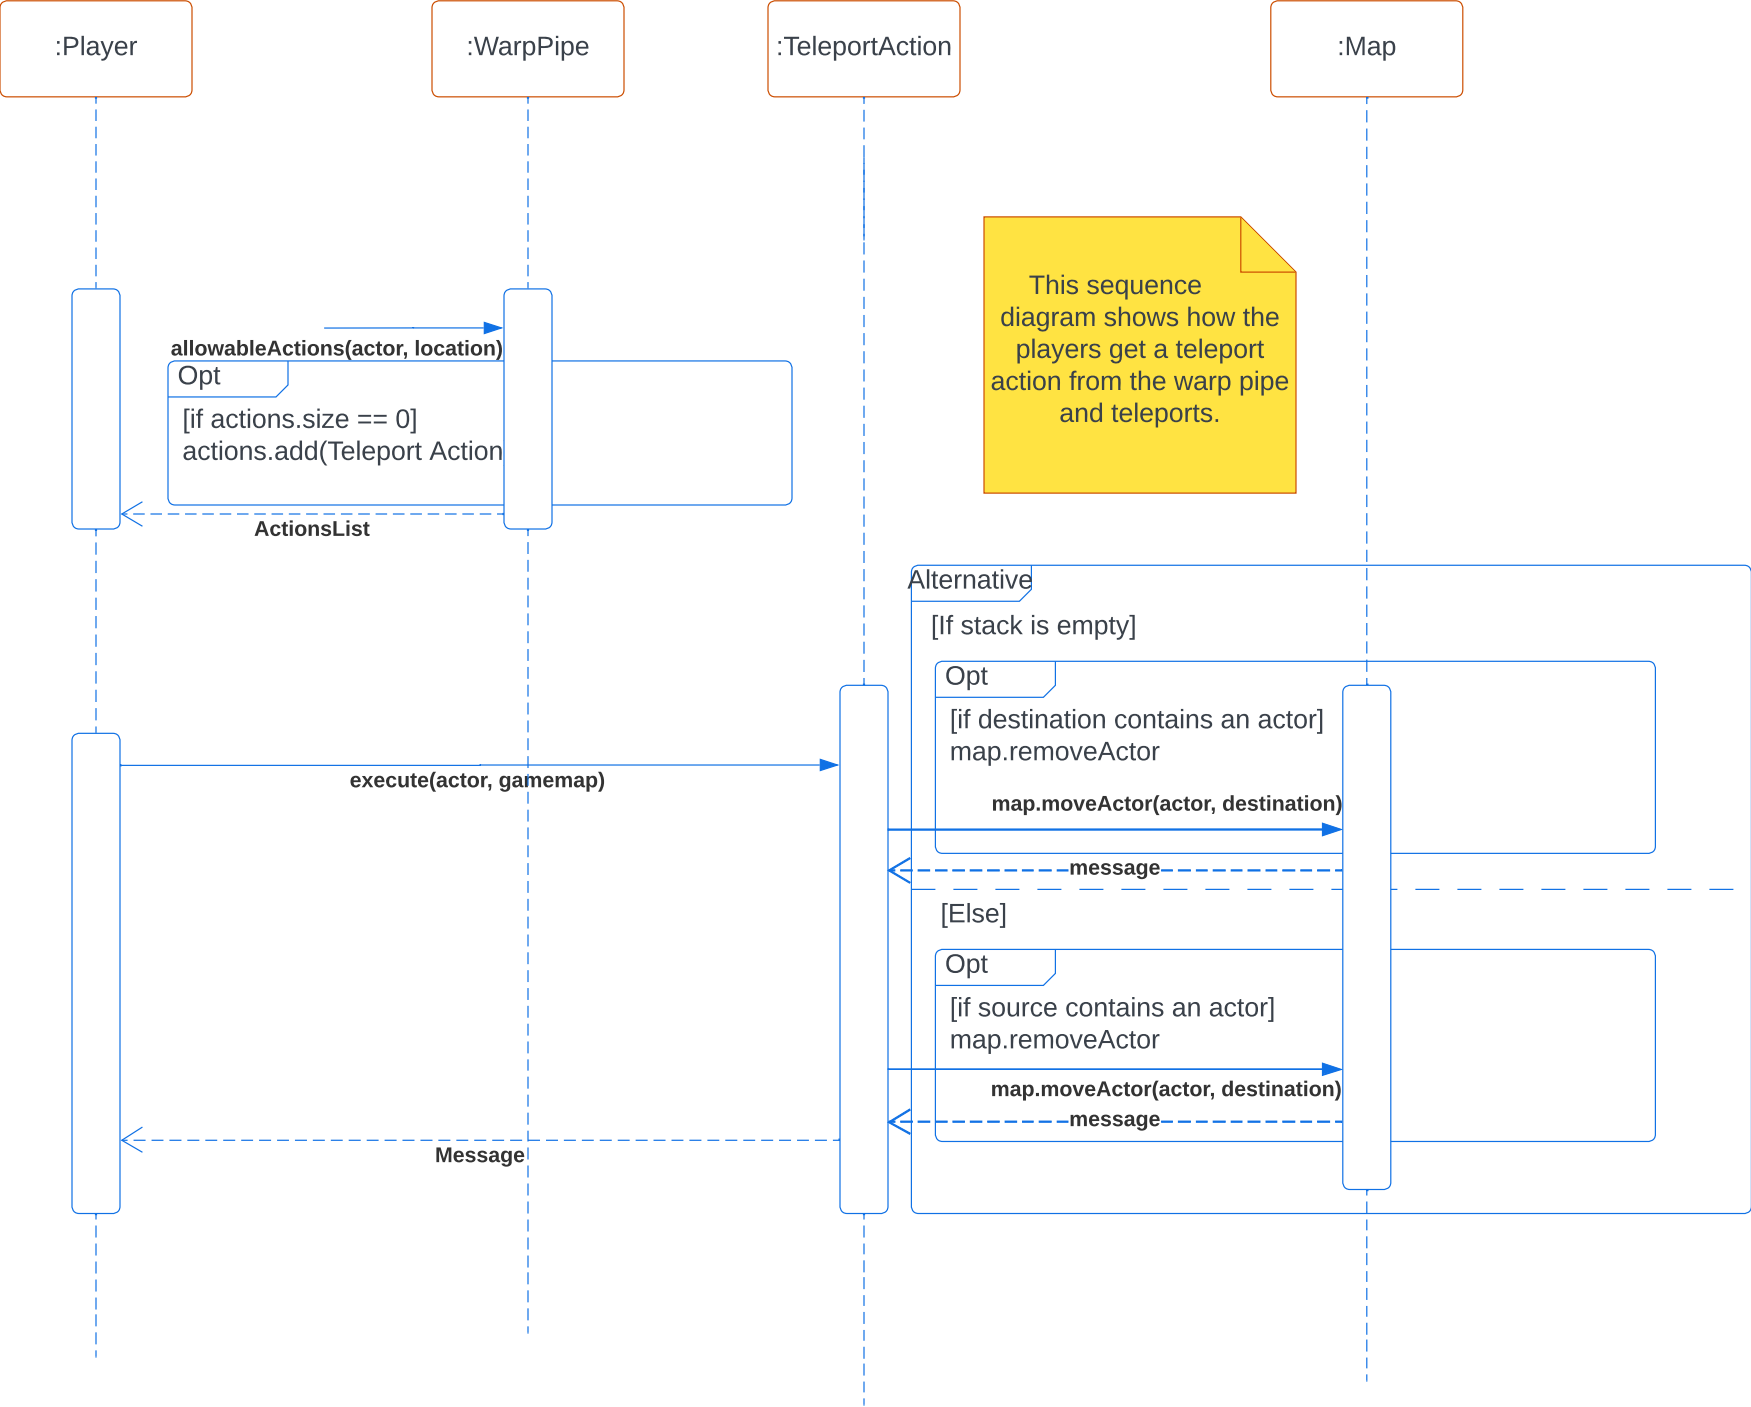 :Player
:WarpPipe
:TeleportAction
:Map
This sequence
diagram shows how the
players get a teleport
action from the warp pipe
and teleports.
allowableActions(actor, location)
Opt
[if actions.size == 0]
actions.add(Teleport Action
ActionsList
Alternative
[If stack is empty]
Opt
[if destination contains an actor]
map.removeActor
execute(actor, gamemap)
map.moveActor(actor, destination)
message
[Else]
Opt
[if source contains an actor]
map.removeActor
map.moveActor(actor, destination)
message
Message